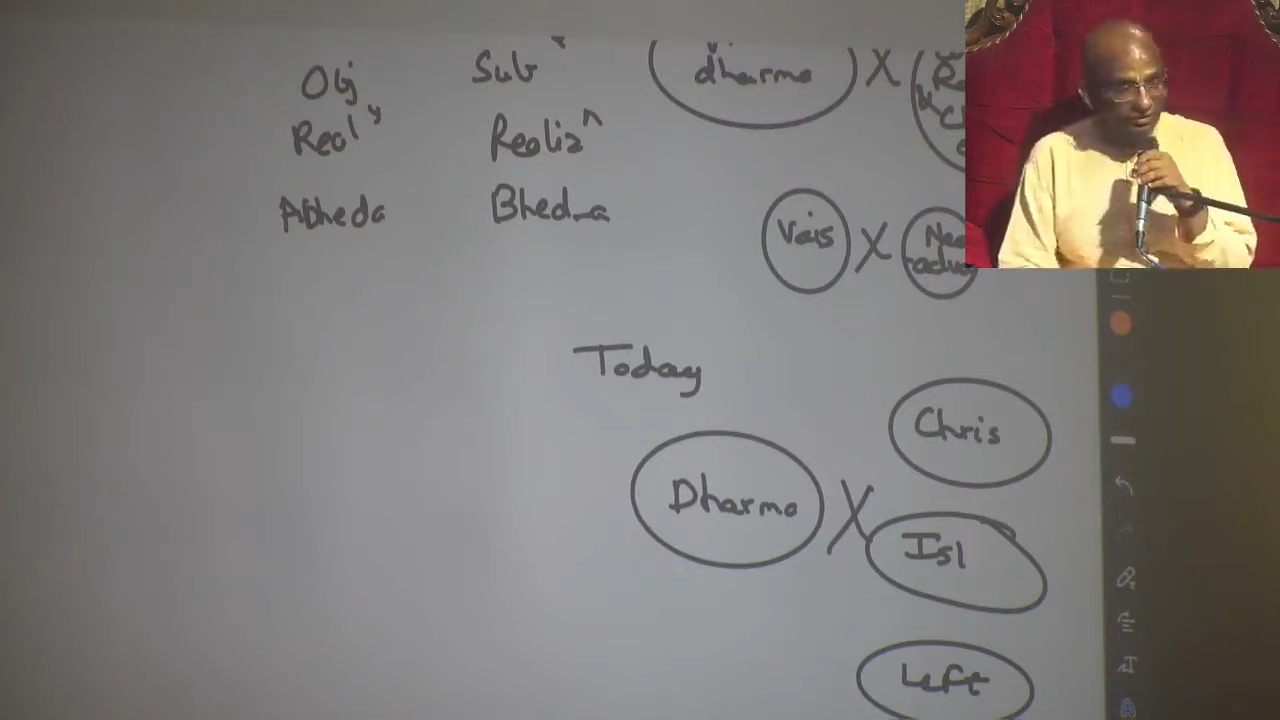 Obj Sub
dharma X
Real y Realiz n
Abheda Bheda
Vais X
Today
Chris
Dharma X
Isl
Left